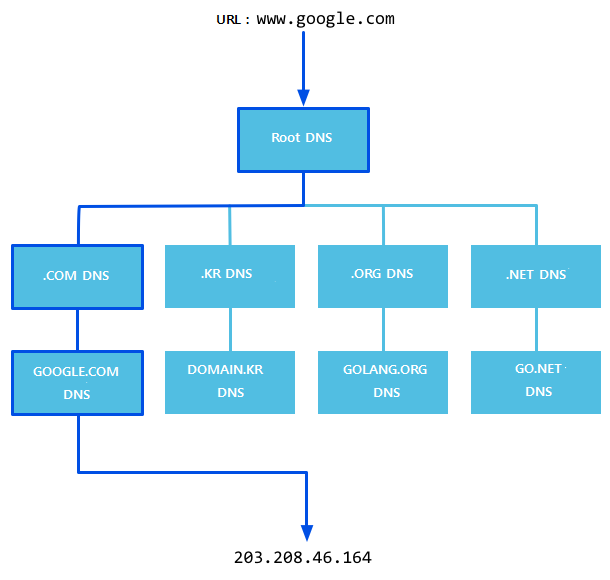 URL : www.google.com
Root DNS
.COM DNS
.KR DNS
.ORG DNS
.NET DNS
GOOGLE.COM
DNS
DOMAIN.KR
DNS
GOLANG.ORG
DNS
GO.NET
DNS
203.208.46.164